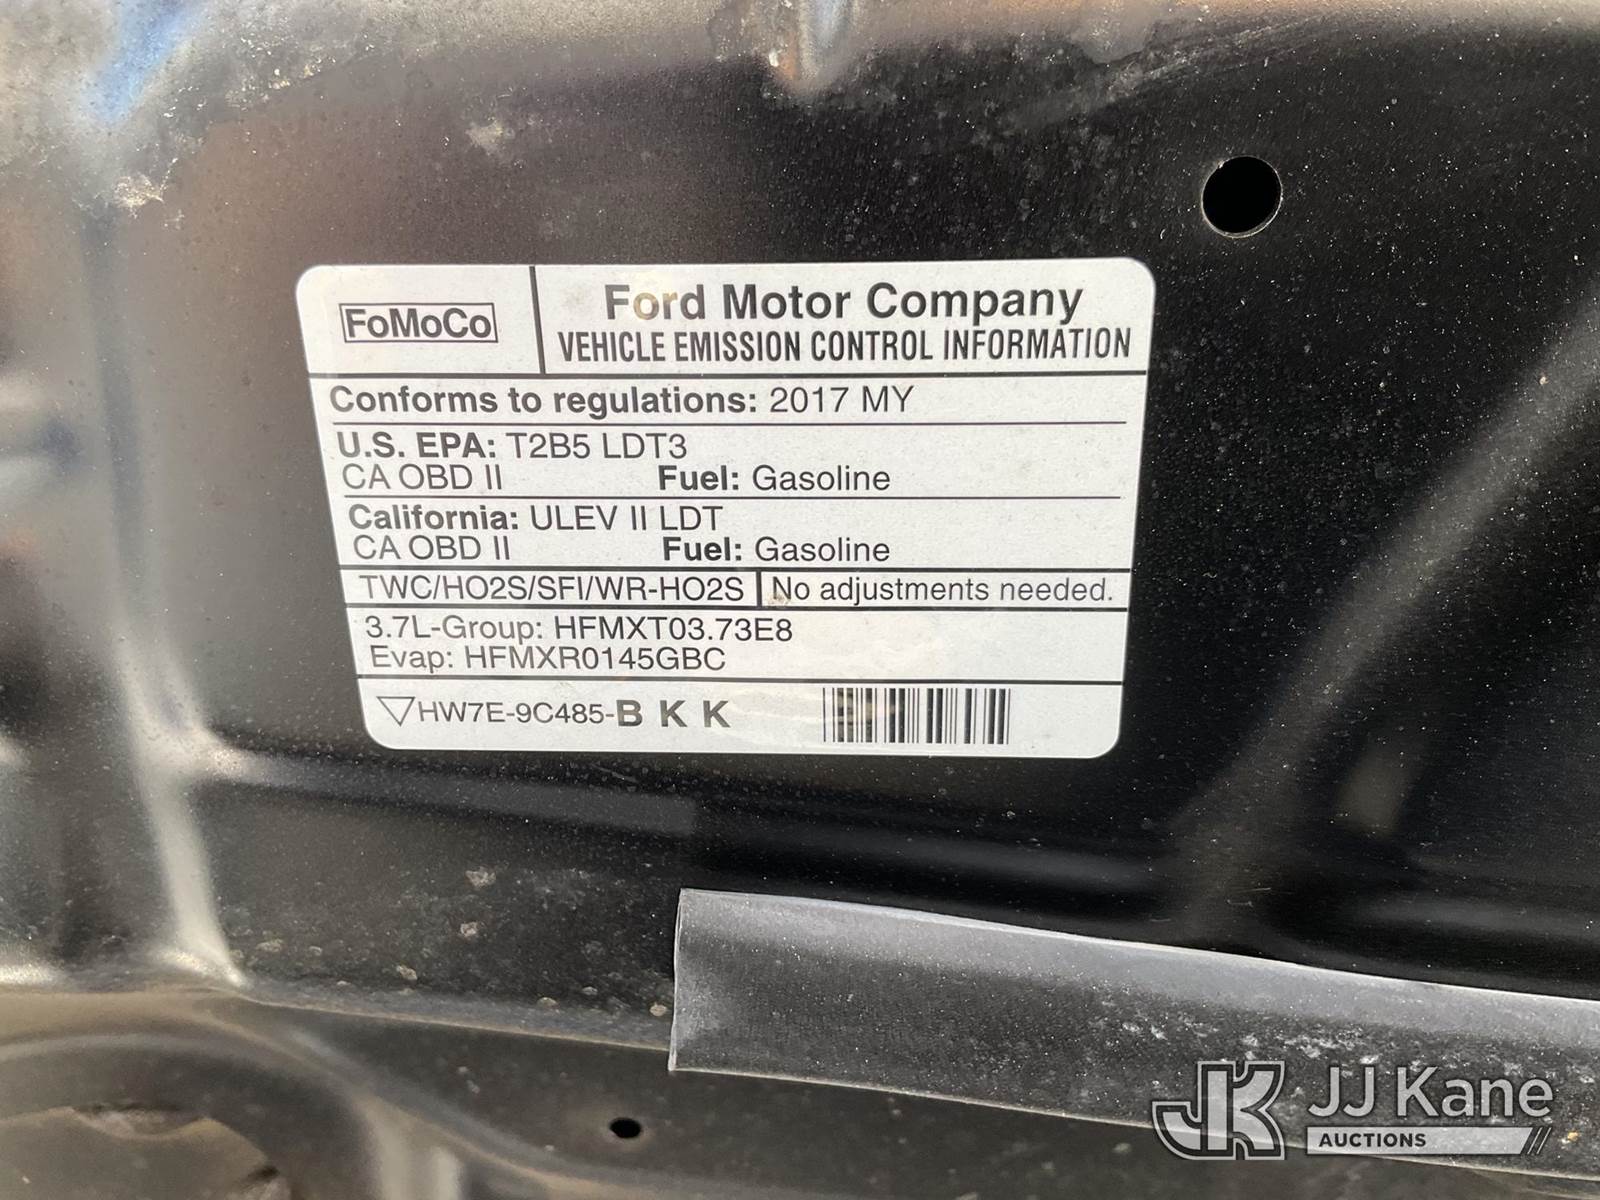 FoMoCo
Ford Motor Company
VEHICLE EMISSION CONTROL INFORMATION
Conforms to regulations: 2017 MY
U.S. EPA: T2B5 LDT3
CA OBD II Fuel: Gasoline
California: ULEV II LDT
CA OBD II Fuel: Gasoline
TWC/HO2S/SFI/WR-HO2S No adjustments needed.
3.7L-Group: HFMXT03.73E8
Evap: HFMXR0145GBC
HW7E-9C485-B K K
JK JJ Kane
AUCTIONS